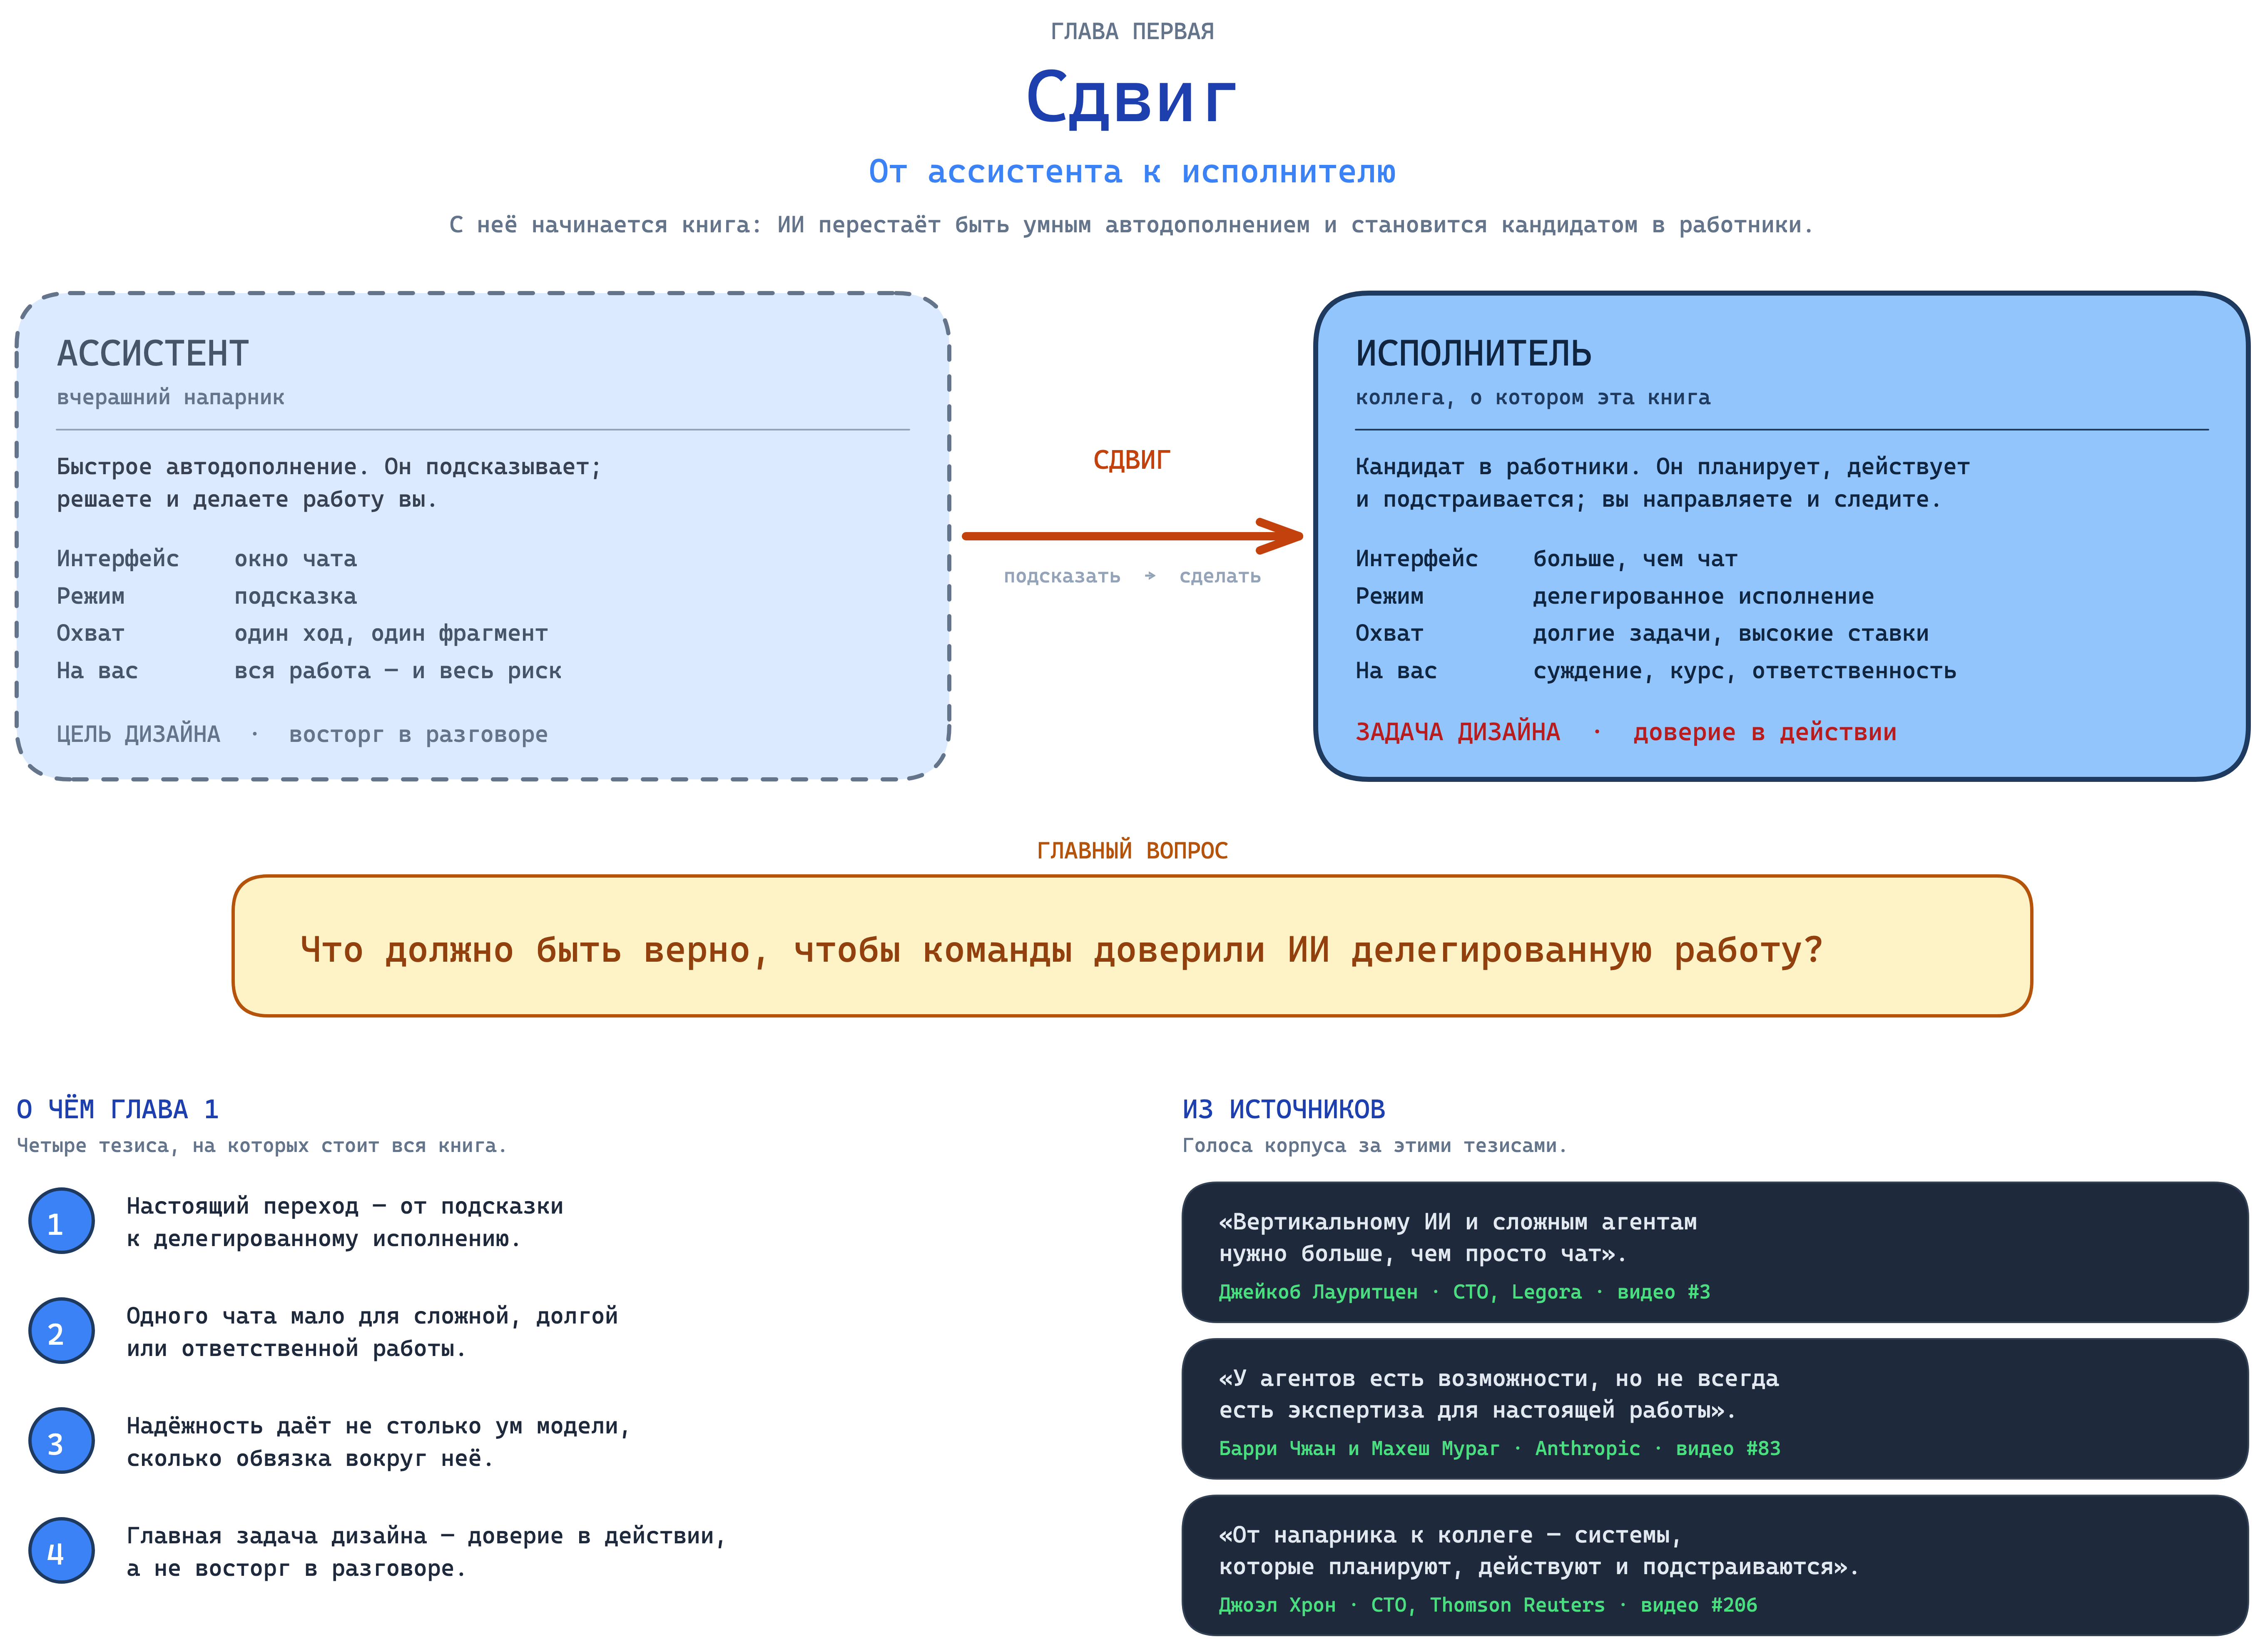 ГЛАВА ПЕРВАЯ
Сдвиг
От ассистента к исполнителю
С неё начинается книга: ИИ перестаёт быть умным автодополнением и становится кандидатом в работники.
АССИСТЕНТ
вчерашний напарник
Быстрое автодополнение. Он подсказывает;
решаете и делаете работу вы.
Интерфейс окно чата
Режим подсказка
Охват один ход, один фрагмент
На вас вся работа — и весь риск
ЦЕЛЬ ДИЗАЙНА · восторг в разговоре
СДВИГ
подсказать → сделать
ИСПОЛНИТЕЛЬ
коллега, о котором эта книга
Кандидат в работники. Он планирует, действует
и подстраивается; вы направляете и следите.
Интерфейс больше, чем чат
Режим делегированное исполнение
Охват долгие задачи, высокие ставки
На вас суждение, курс, ответственность
ЗАДАЧА ДИЗАЙНА · доверие в действии
ГЛАВНЫЙ ВОПРОС
Что должно быть верно, чтобы команды доверили ИИ делегированную работу?
О ЧЁМ ГЛАВА 1
Четыре тезиса, на которых стоит вся книга.
1 Настоящий переход — от подсказки
к делегированному исполнению.
2 Одного чата мало для сложной, долгой
или ответственной работы.
3 Надёжность даёт не столько ум модели,
сколько обвязка вокруг неё.
4 Главная задача дизайна — доверие в действии,
а не восторг в разговоре.
ИЗ ИСТОЧНИКОВ
Голоса корпуса за этими тезисами.
«Вертикальному ИИ и сложным агентам
нужно больше, чем просто чат».
Джейкоб Лауритцен · CTO, Legora · видео #3
«У агентов есть возможности, но не всегда
есть экспертиза для настоящей работы».
Барри Чжан и Махеш Мураг · Anthropic · видео #83
«От напарника к коллеге — системы,
которые планируют, действуют и подстраиваются».
Джоэл Хрон · CTO, Thomson Reuters · видео #206